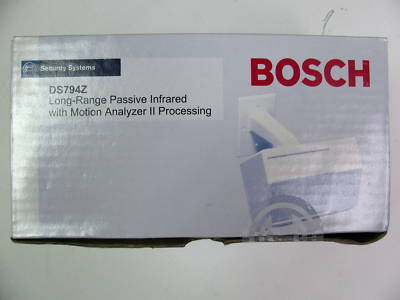 Security Systems
BOSCH
DS794Z
Long-Range Passive Infrared
with Motion Analyzer II Processing